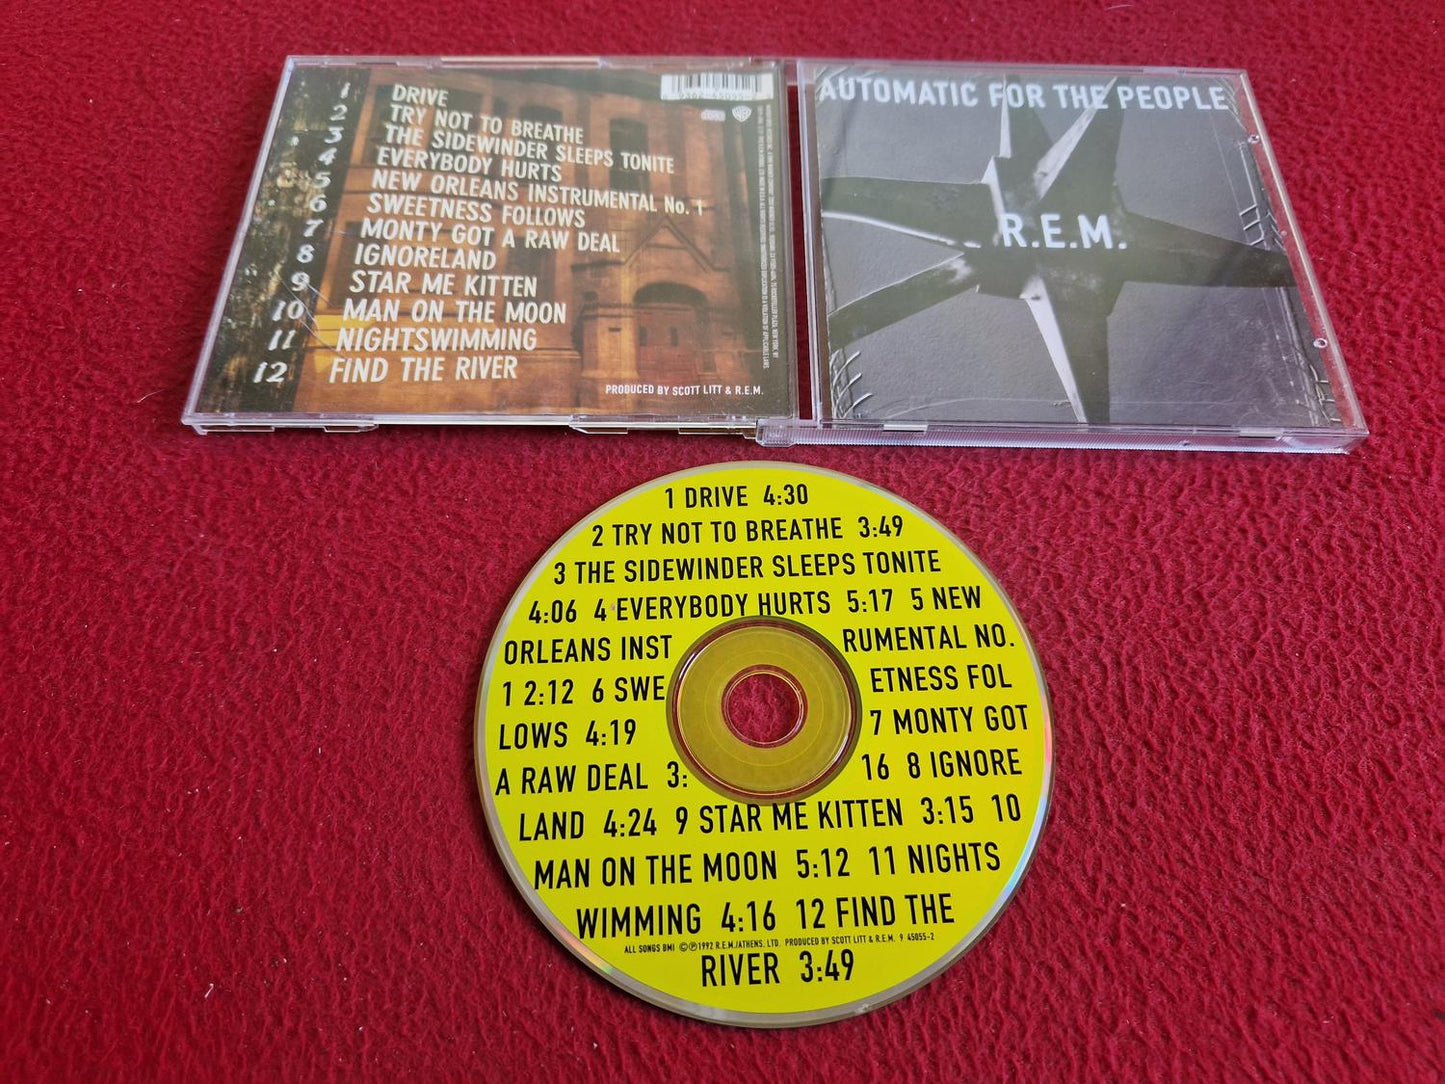 1 DRIVE
2 TRY NOT TO BREATHE
3 THE SIDEWINDER SLEEPS TONITE
4 EVERYBODY HURTS
5 NEW ORLEANS INSTRUMENTAL No. 1
6 SWEETNESS FOLLOWS
7 MONTY GOT A RAW DEAL
8 IGNORELAND
9 STAR ME KITTEN
10 MAN ON THE MOON
11 NIGHTSWIMMING
12 FIND THE RIVER
PRODUCED BY SCOTT LITT & R.E.M.
AUTOMATIC FOR THE PEOPLE
R.E.M.
1 DRIVE 4:30
2 TRY NOT TO BREATHE 3:49
3 THE SIDEWINDER SLEEPS TONITE
4:06 4 EVERYBODY HURTS 5:17 5 NEW
ORLEANS INST RUMENTAL NO.
1 2:12 6 SWE ETNESS FOL
LOWS 4:19 7 MONTY GOT
A RAW DEAL 3: 16 8 IGNORE
LAND 4:24 9 STAR ME KITTEN 3:15 10
MAN ON THE MOON 5:12 11 NIGHTS
WIMMING 4:16 12 FIND THE
ALL SONGS BMI ©℗1992 R.E.M./ATHENS, LTD. PRODUCED BY SCOTT LITT & R.E.M. 9 45055-2
RIVER 3:49